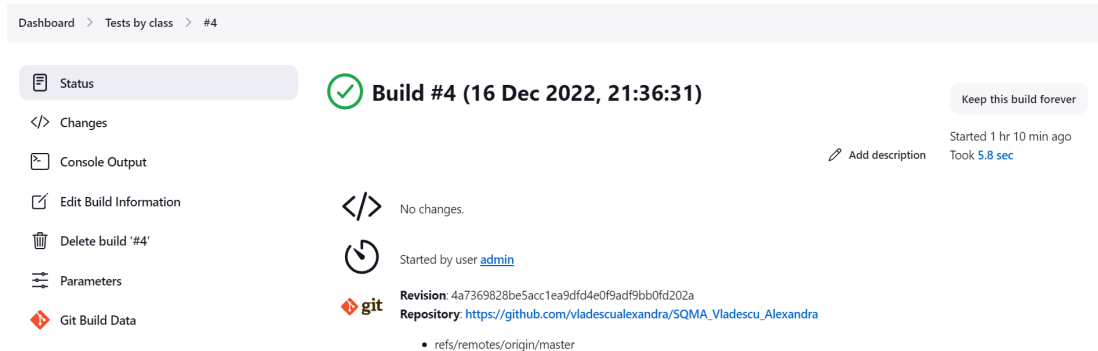 Dashboard > Tests by class > #4
Status
Changes
Console Output
Edit Build Information
Delete build ‘#4’
Parameters
Git Build Data
Build #4 (16 Dec 2022, 21:36:31)
Keep this build forever
Started 1 hr 10 min ago
Add description
Took 5.8 sec
No changes.
Started by user admin
git
Revision: 4a7369828be5acc1ea9dfd4e0f9adf9bb0fd202a
Repository: https://github.com/vladescualexandra/SQMA_Vladescu_Alexandra
• refs/remotes/origin/master